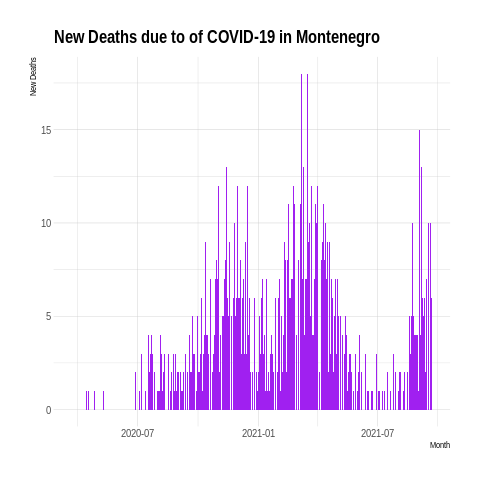 New Deaths due to of COVID-19 in Montenegro
New Deaths
15
10
5
0
2020-07
2021-01
2021-07
Month